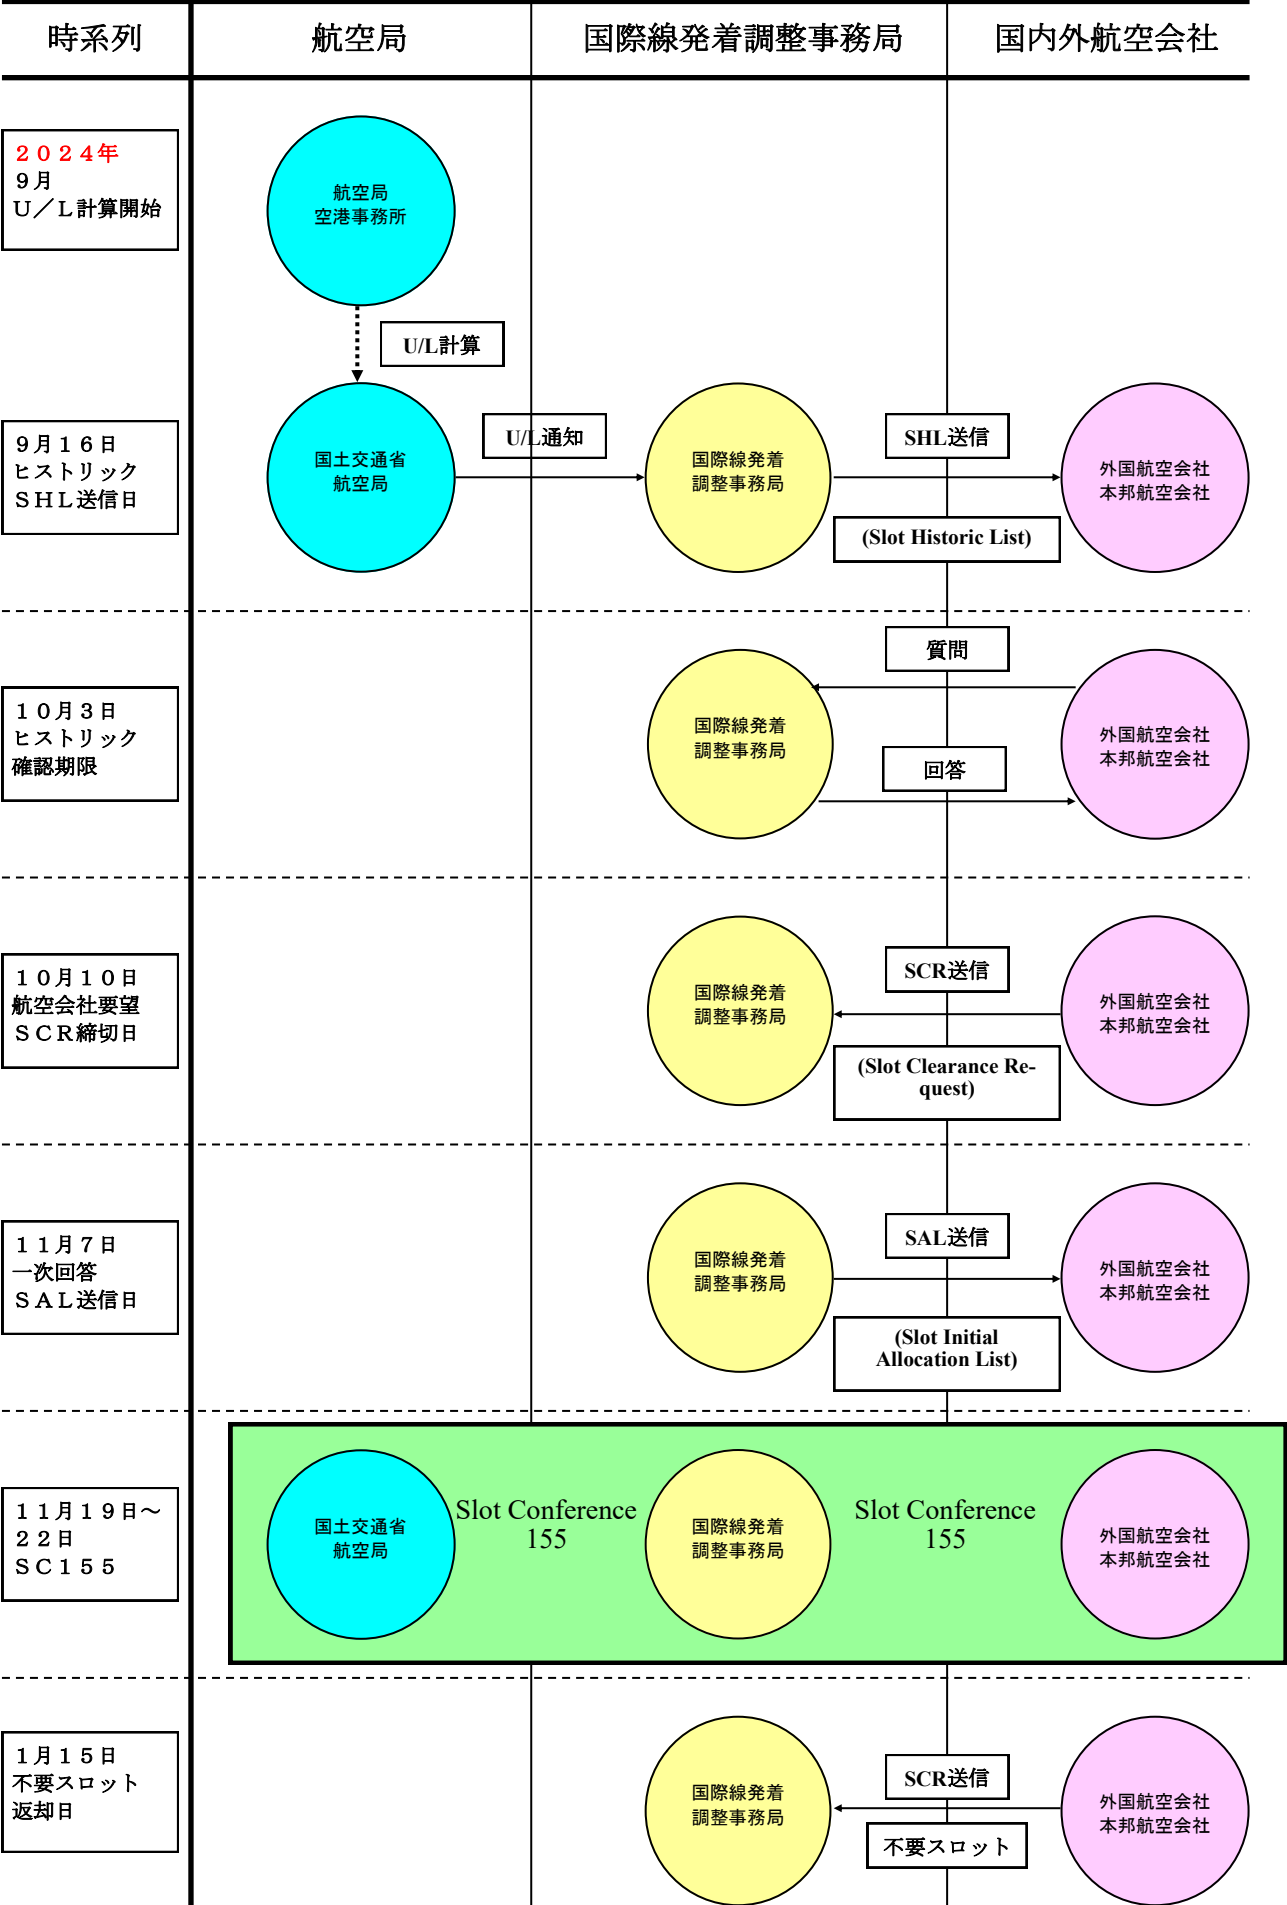 時系列
航空局
国際線発着調整事務局
国内外航空会社
２０２４年
９月
Ｕ／Ｌ計算開始
航空局
空港事務所
U/L計算
９月１６日
ヒストリック
ＳＨＬ送信日
国土交通省
航空局
U/L通知
国際線発着
調整事務局
SHL送信
(Slot Historic List)
外国航空会社
本邦航空会社
１０月３日
ヒストリック
確認期限
国際線発着
調整事務局
質問
回答
外国航空会社
本邦航空会社
１０月１０日
航空会社要望
ＳＣＲ締切日
国際線発着
調整事務局
SCR送信
(Slot Clearance Re-
quest)
外国航空会社
本邦航空会社
１１月７日
一次回答
ＳＡＬ送信日
国際線発着
調整事務局
SAL送信
(Slot Initial
Allocation List)
外国航空会社
本邦航空会社
１１月１９日～
２２日
ＳＣ１５５
国土交通省
航空局
Slot Conference
155
国際線発着
調整事務局
Slot Conference
155
外国航空会社
本邦航空会社
１月１５日
不要スロット
返却日
国際線発着
調整事務局
SCR送信
不要スロット
外国航空会社
本邦航空会社